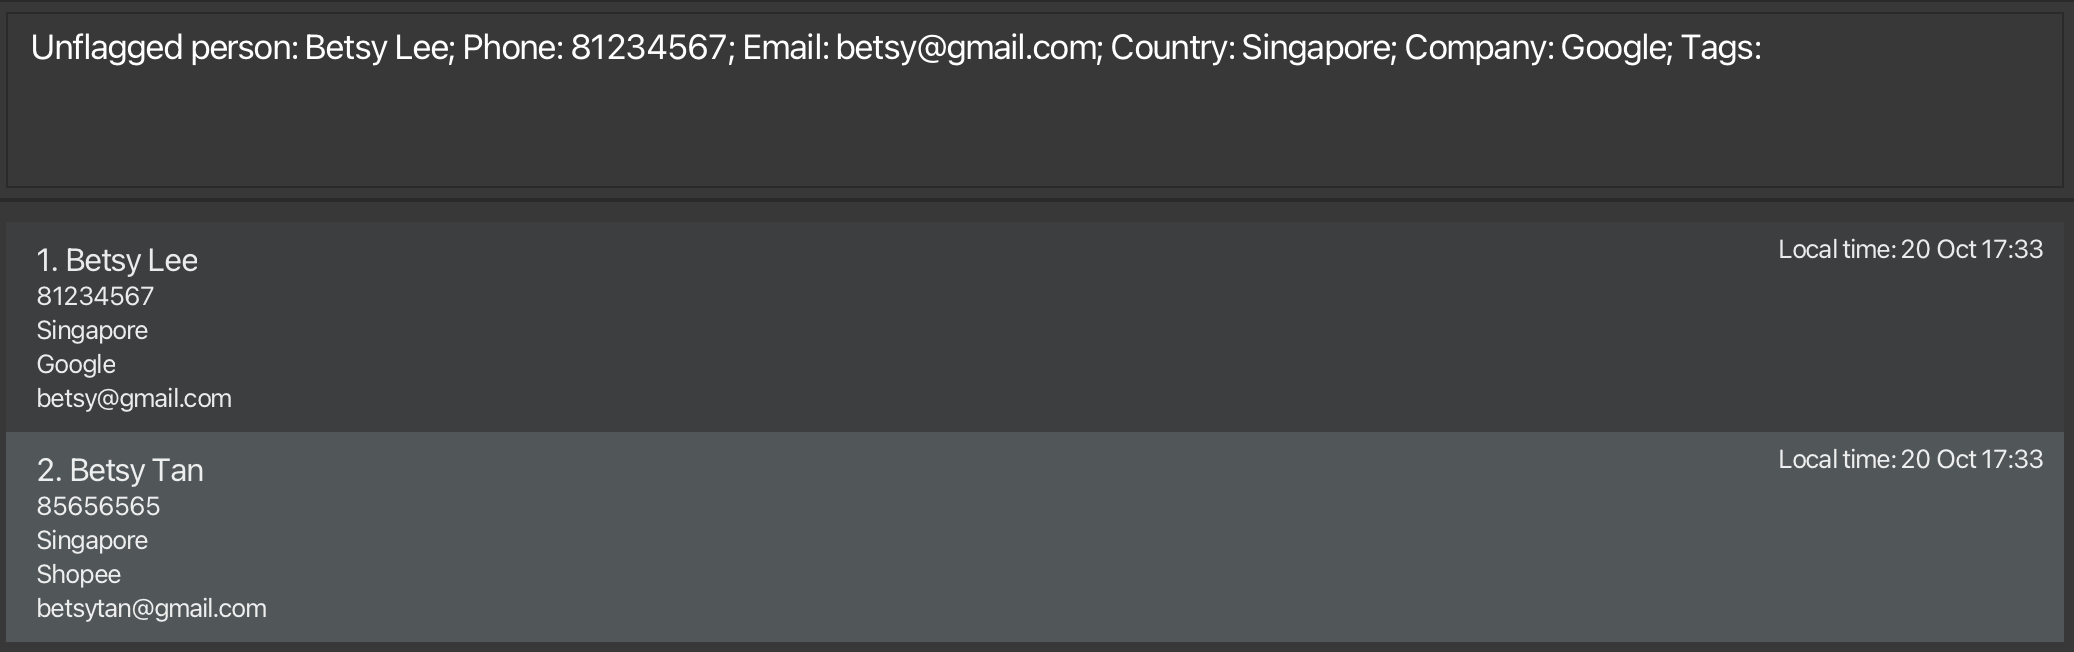 Unflagged person: Betsy Lee; Phone: 81234567; Email: betsy@gmail.com; Country: Singapore; Company: Google; Tags:
1. Betsy Lee
Local time: 20 Oct 17:33
81234567
Singapore
Google
betsy@gmail.com
2. Betsy Tan
Local time: 20 Oct 17:33
85656565
Singapore
Shopee
betsytan@gmail.com